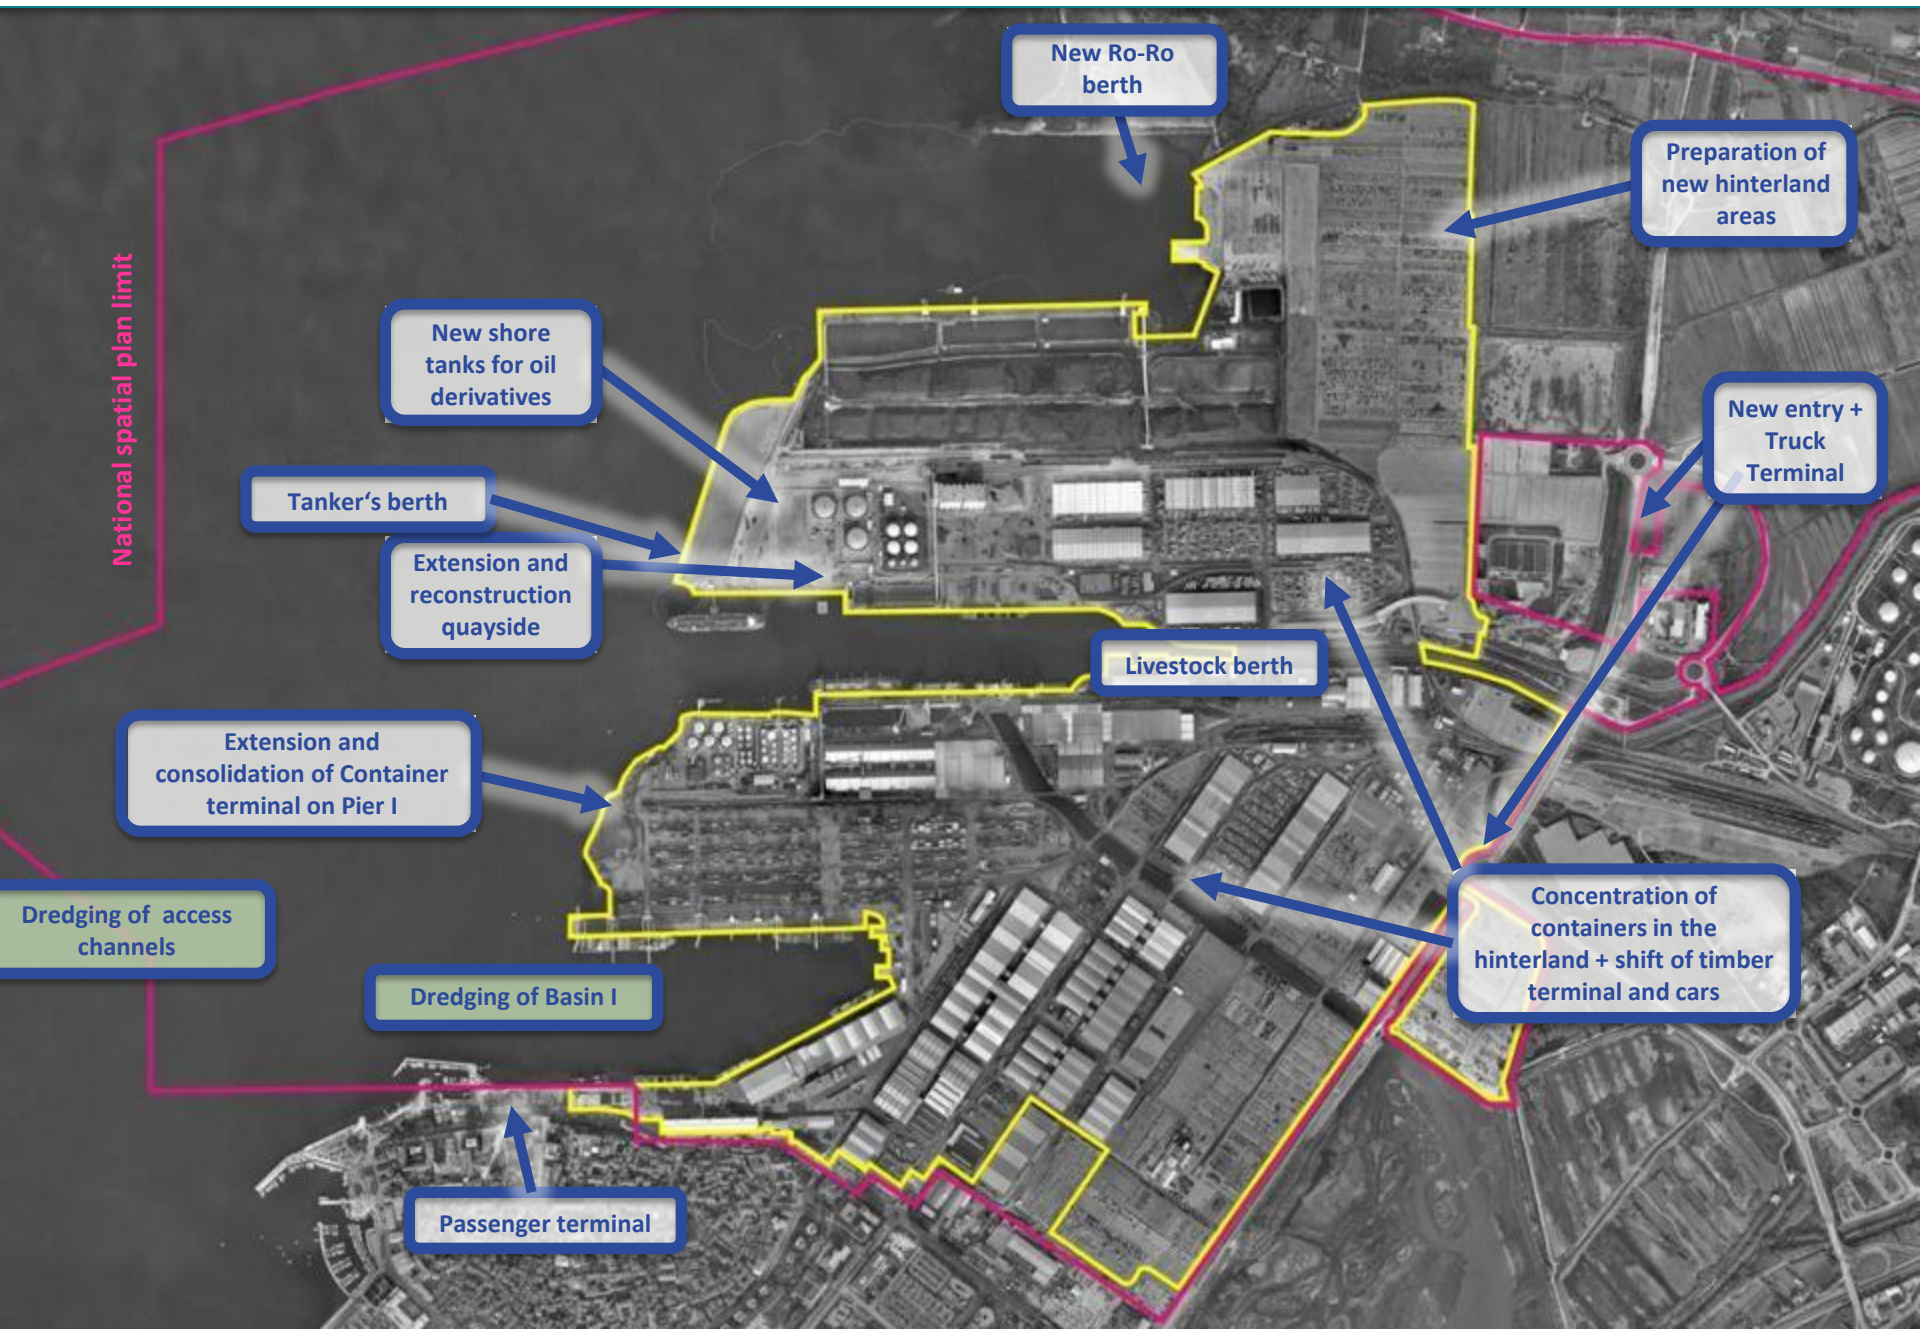 New Ro-Ro
berth
Preparation of
new hinterland
areas
National spatial plan limit
New shore
tanks for oil
derivatives
New entry +
Truck
Terminal
Tanker‘s berth
Extension and
reconstruction
quayside
Livestock berth
Extension and
consolidation of Container
terminal on Pier I
Dredging of access
channels
Concentration of
containers in the
hinterland + shift of timber
terminal and cars
Dredging of Basin I
Passenger terminal